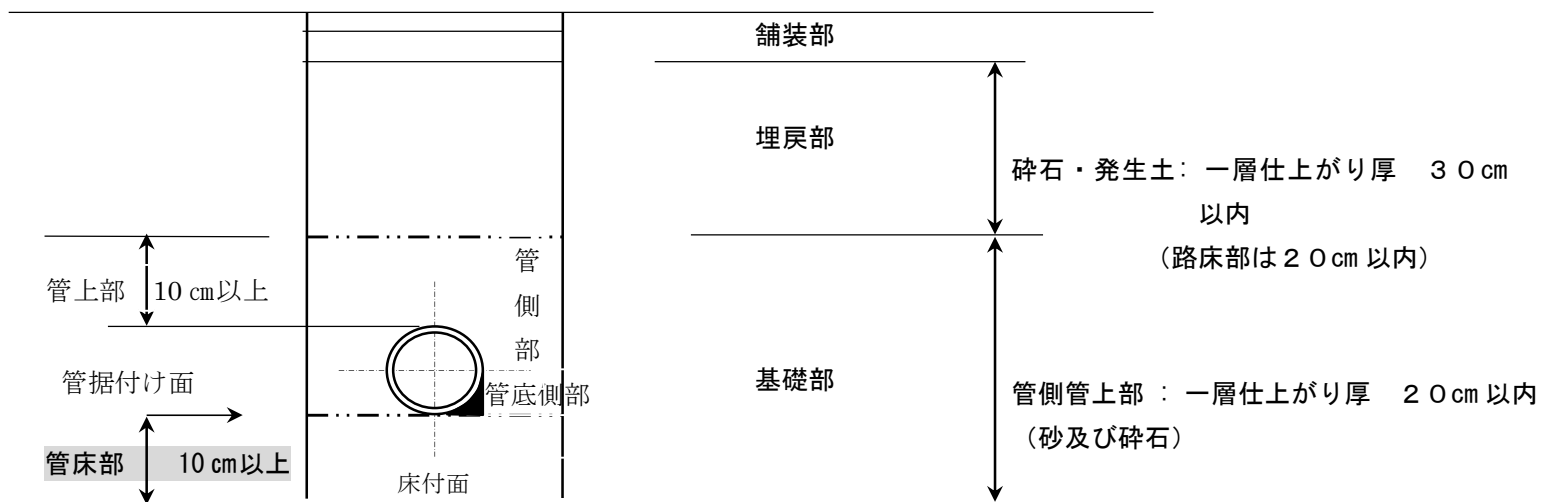 舗装部
埋戻部
砕石・発生土： 一層仕上がり厚　３０㎝
以内
（路床部は２０㎝以内）
管上部　10 ㎝以上
管側部
管据付け面
管底側部
基礎部
管側管上部 ： 一層仕上がり厚　２０㎝以内
（砂及び砕石）
管床部　　10 ㎝以上
床付面